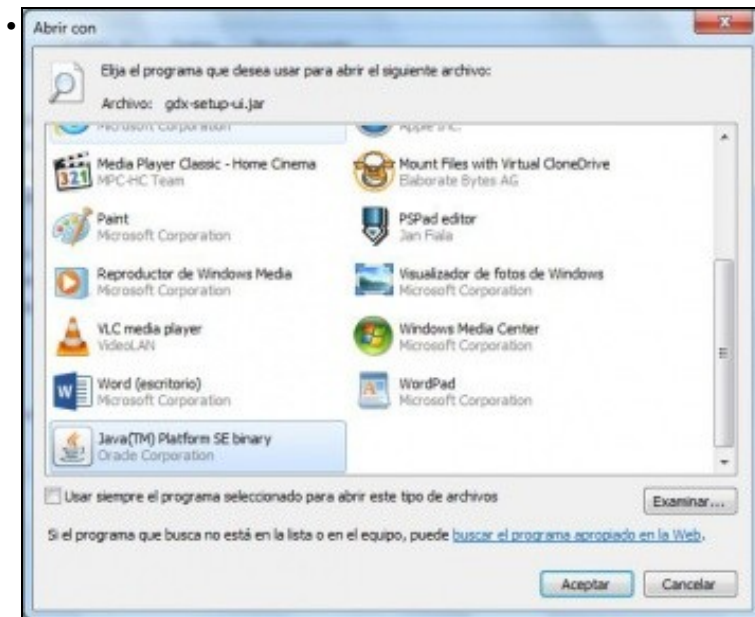 Abrir con
Elija el programa que desea usar para abrir el siguiente archivo:
Archivo: gdx-setup-ui.jar
Microsoft Corporation
Apple Inc.
Media Player Classic - Home Cinema
MPC-HC Team
Mount Files with Virtual CloneDrive
Elaborate Bytes AG
Paint
Microsoft Corporation
PSPad editor
Jan Fiala
Reproductor de Windows Media
Microsoft Corporation
Visualizador de fotos de Windows
Microsoft Corporation
VLC media player
VideoLAN
Windows Media Center
Microsoft Corporation
Word (escritorio)
Microsoft Corporation
WordPad
Microsoft Corporation
Java(TM) Platform SE binary
Oracle Corporation
Usar siempre el programa seleccionado para abrir este tipo de archivos
Examinar...
Si el programa que busca no está en la lista o en el equipo, puede buscar el programa apropiado en la Web.
Aceptar
Cancelar